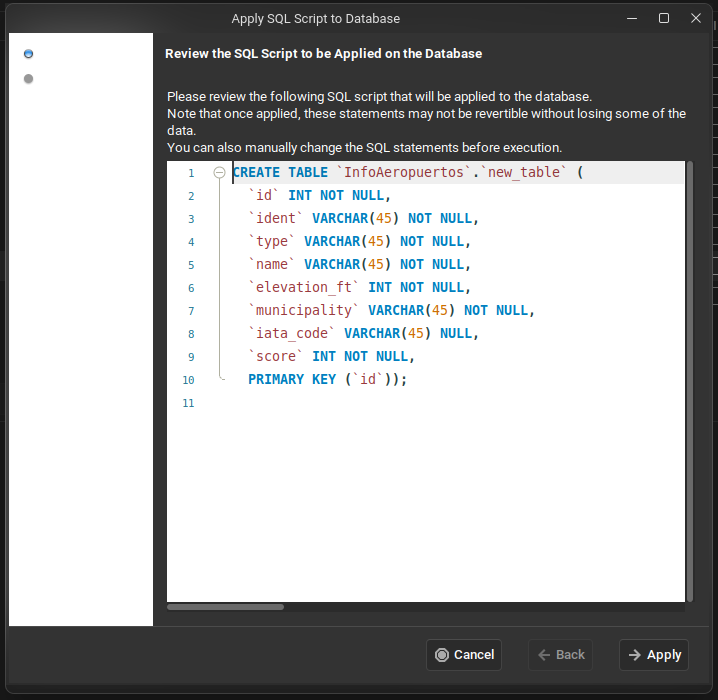 Apply SQL Script to Database
Review the SQL Script to be Applied on the Database
Please review the following SQL script that will be applied to the database.
Note that once applied, these statements may not be revertible without losing some of the
data.
You can also manually change the SQL statements before execution.
1 CREATE TABLE `InfoAeropuertos`.`new_table` (
2 `id` INT NOT NULL,
3 `ident` VARCHAR(45) NOT NULL,
4 `type` VARCHAR(45) NOT NULL,
5 `name` VARCHAR(45) NOT NULL,
6 `elevation_ft` INT NOT NULL,
7 `municipality` VARCHAR(45) NOT NULL,
8 `iata_code` VARCHAR(45) NULL,
9 `score` INT NOT NULL,
10 PRIMARY KEY (`id`));
11
Cancel Back Apply